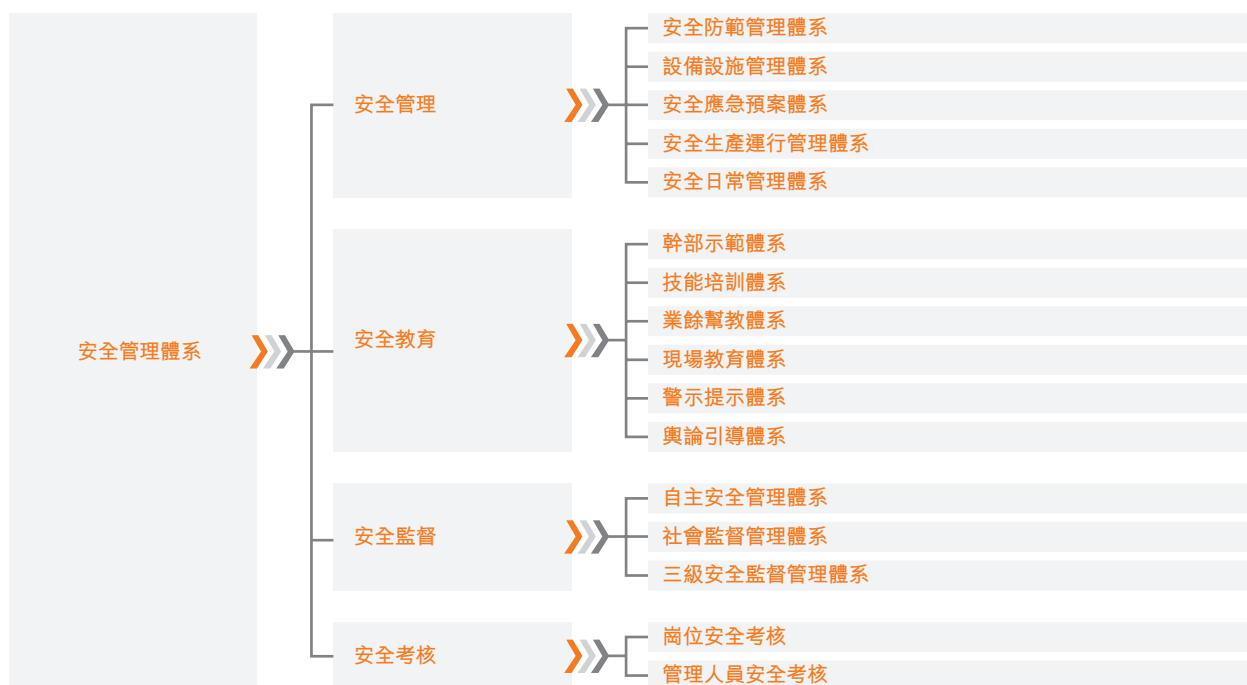 安全管理體系
安全管理
安全防範管理體系
設備設施管理體系
安全應急預案體系
安全生產運行管理體系
安全日常管理體系
安全教育
幹部示範體系
技能培訓體系
業餘幫教體系
現場教育體系
警示提示體系
輿論引導體系
安全監督
自主安全管理體系
社會監督管理體系
三級安全監督管理體系
安全考核
崗位安全考核
管理人員安全考核